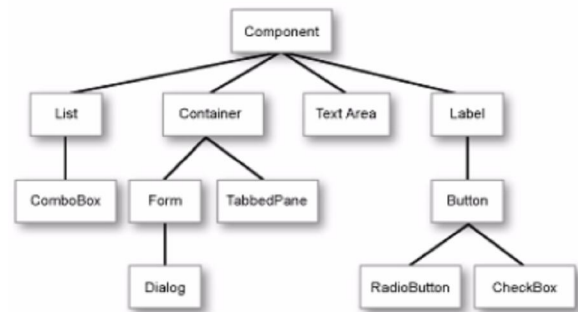 Component
List
Container
Text Area
Label
ComboBox
Form
TabbedPane
Button
Dialog
RadioButton
CheckBox